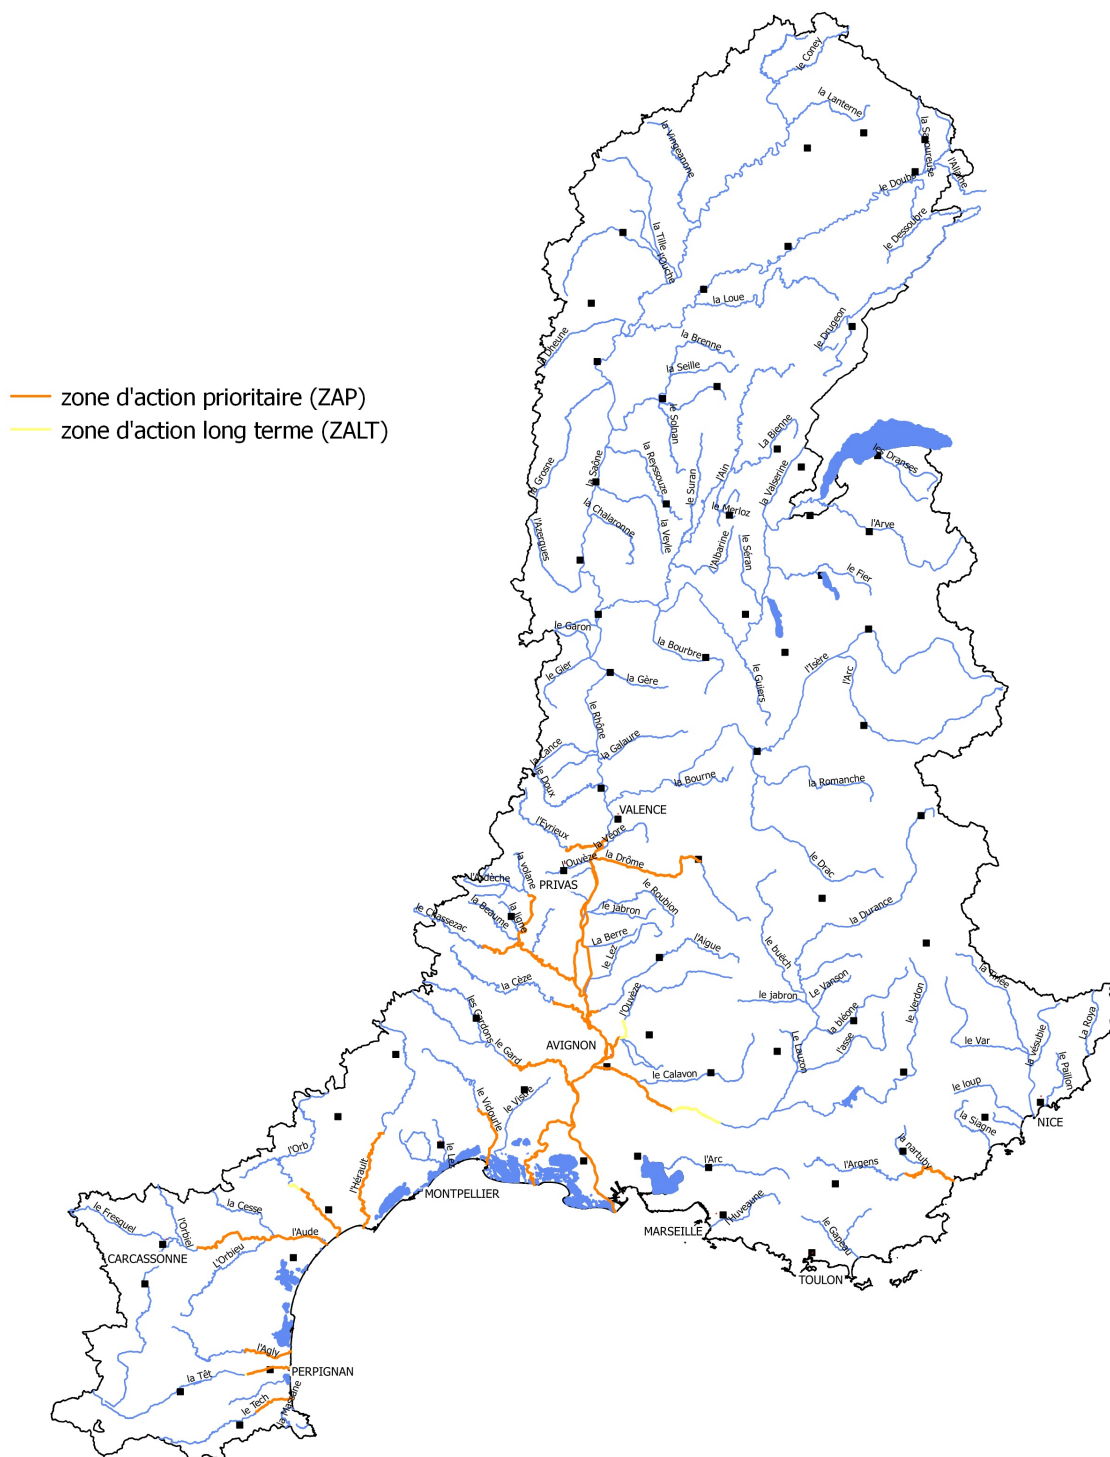 le Coney
la Lanterne
la Vingeanne
la Savoureuse
l'Allaine
le Doubs
le Dessoubre
la Tille
l'Ouche
la Loue
le Drugeon
la Dheune
la Brenne
la Seille
zone d'action prioritaire (ZAP)
zone d'action long terme (ZALT)
le Solnan
La Bienne
les Dranses
la Grosne
la Saône
la Reyssouze
le Suran
l'Ain
la Valserine
la Chalaronne
le Merloz
l'Azergues
la Veyle
l'Albarine
le Séran
l'Arve
le Fier
le Garon
la Bourbre
l'Isère
le Gier
la Gère
le Guiers
l'Arc
le Rhône
la Cance
la Galaure
le Doux
la Bourne
la Romanche
VALENCE
l'Eyrieux
la Véore
la volane
l'Ouvèze
la Drôme
le Drac
l'Ardèche
PRIVAS
le Roubion
la Beaume
la ligne
le jabron
la Durance
le Chassezac
La Berre
le Lez
l'Aigue
le buëch
la Cèze
l'Ouvèze
le jabron
Le Vanson
la Tinée
les Gardons
la bléone
le Verdon
La Roya
le Gard
AVIGNON
le Lauzon
l'asse
le Var
la vésubie
le Calavon
le Paillon
le Vidourle
le Vistre
le loup
la Siagne
NICE
l'Orb
le Lez
la nartuby
l'Hérault
l'Arc
l'Argens
MONTPELLIER
le Fresquel
la Cesse
l'Orbiel
l'Aude
l'Huveaune
MARSEILLE
le Gapeau
CARCASSONNE
L'Orbieu
TOULON
l'Agly
la Têt
PERPIGNAN
le Tech
la Massane